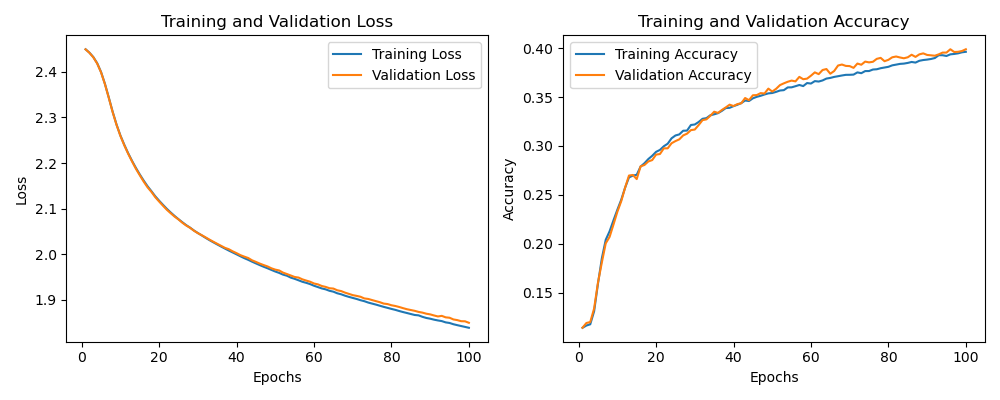 Training and Validation Loss
Training Loss
Validation Loss
2.4
2.3
2.2
2.1
2.0
1.9
Loss
0
20
40
60
80
100
Epochs
Training and Validation Accuracy
Training Accuracy
Validation Accuracy
0.40
0.35
0.30
0.25
0.20
0.15
Accuracy
0
20
40
60
80
100
Epochs